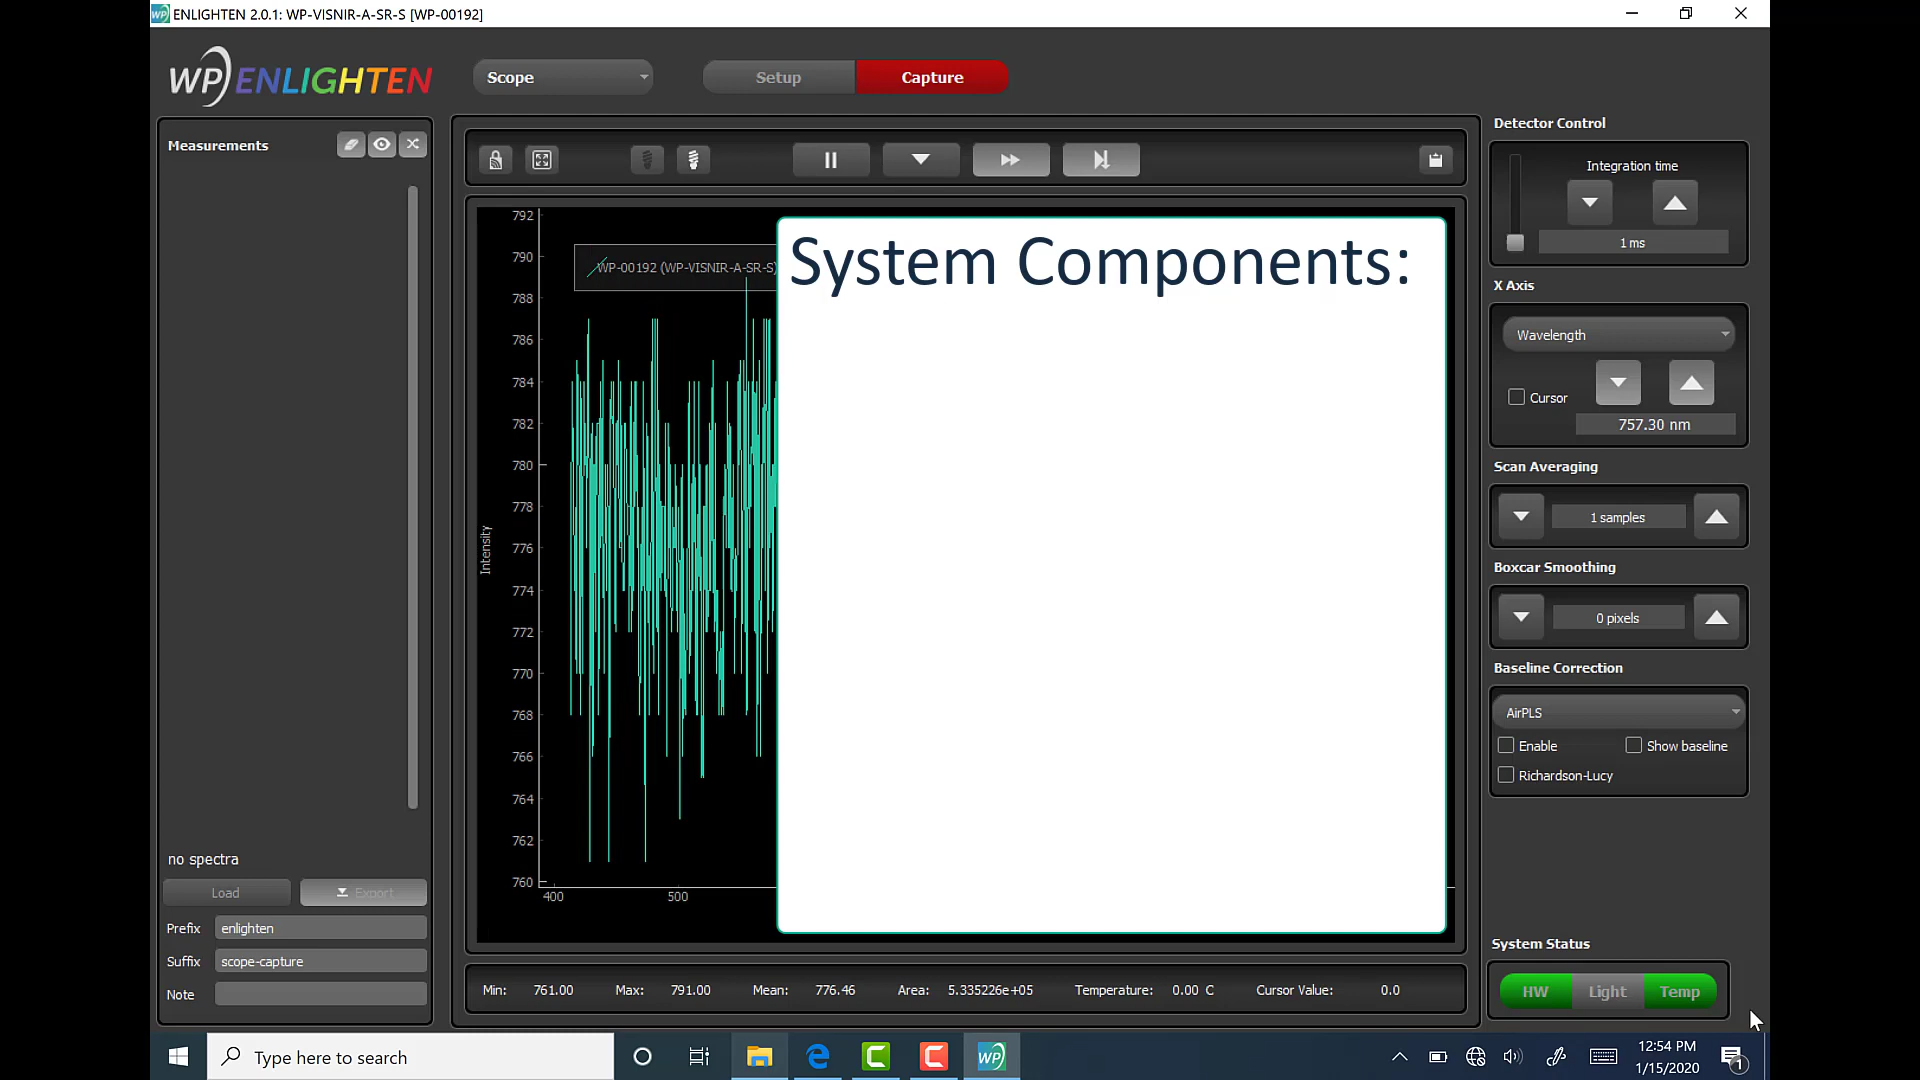 ENLIGHTEN 2.0.1: WP-VISNIR-A-SR-S [WP-00192]
WP ENLIGHTEN
Scope
Setup
Capture
Measurements
792
790
788
786
784
782
780
778
776
774
772
770
768
766
764
762
760
Intensity
WP-00192 (WP-VISNIR-A-SR-S)
400
500
System Components:
Detector Control
Integration time
1 ms
X Axis
Wavelength
Cursor
757.30 nm
Scan Averaging
1 samples
Boxcar Smoothing
0 pixels
Baseline Correction
AirPLS
Enable
Show baseline
Richardson-Lucy
no spectra
Load
Export
Prefix enlighten
Suffix scope-capture
Note
Min: 761.00 Max: 791.00 Mean: 776.46 Area: 5.335226e+05 Temperature: 0.00 C Cursor Value: 0.0
System Status
HW Light Temp
Type here to search
WP
12:54 PM
1/15/2020
1